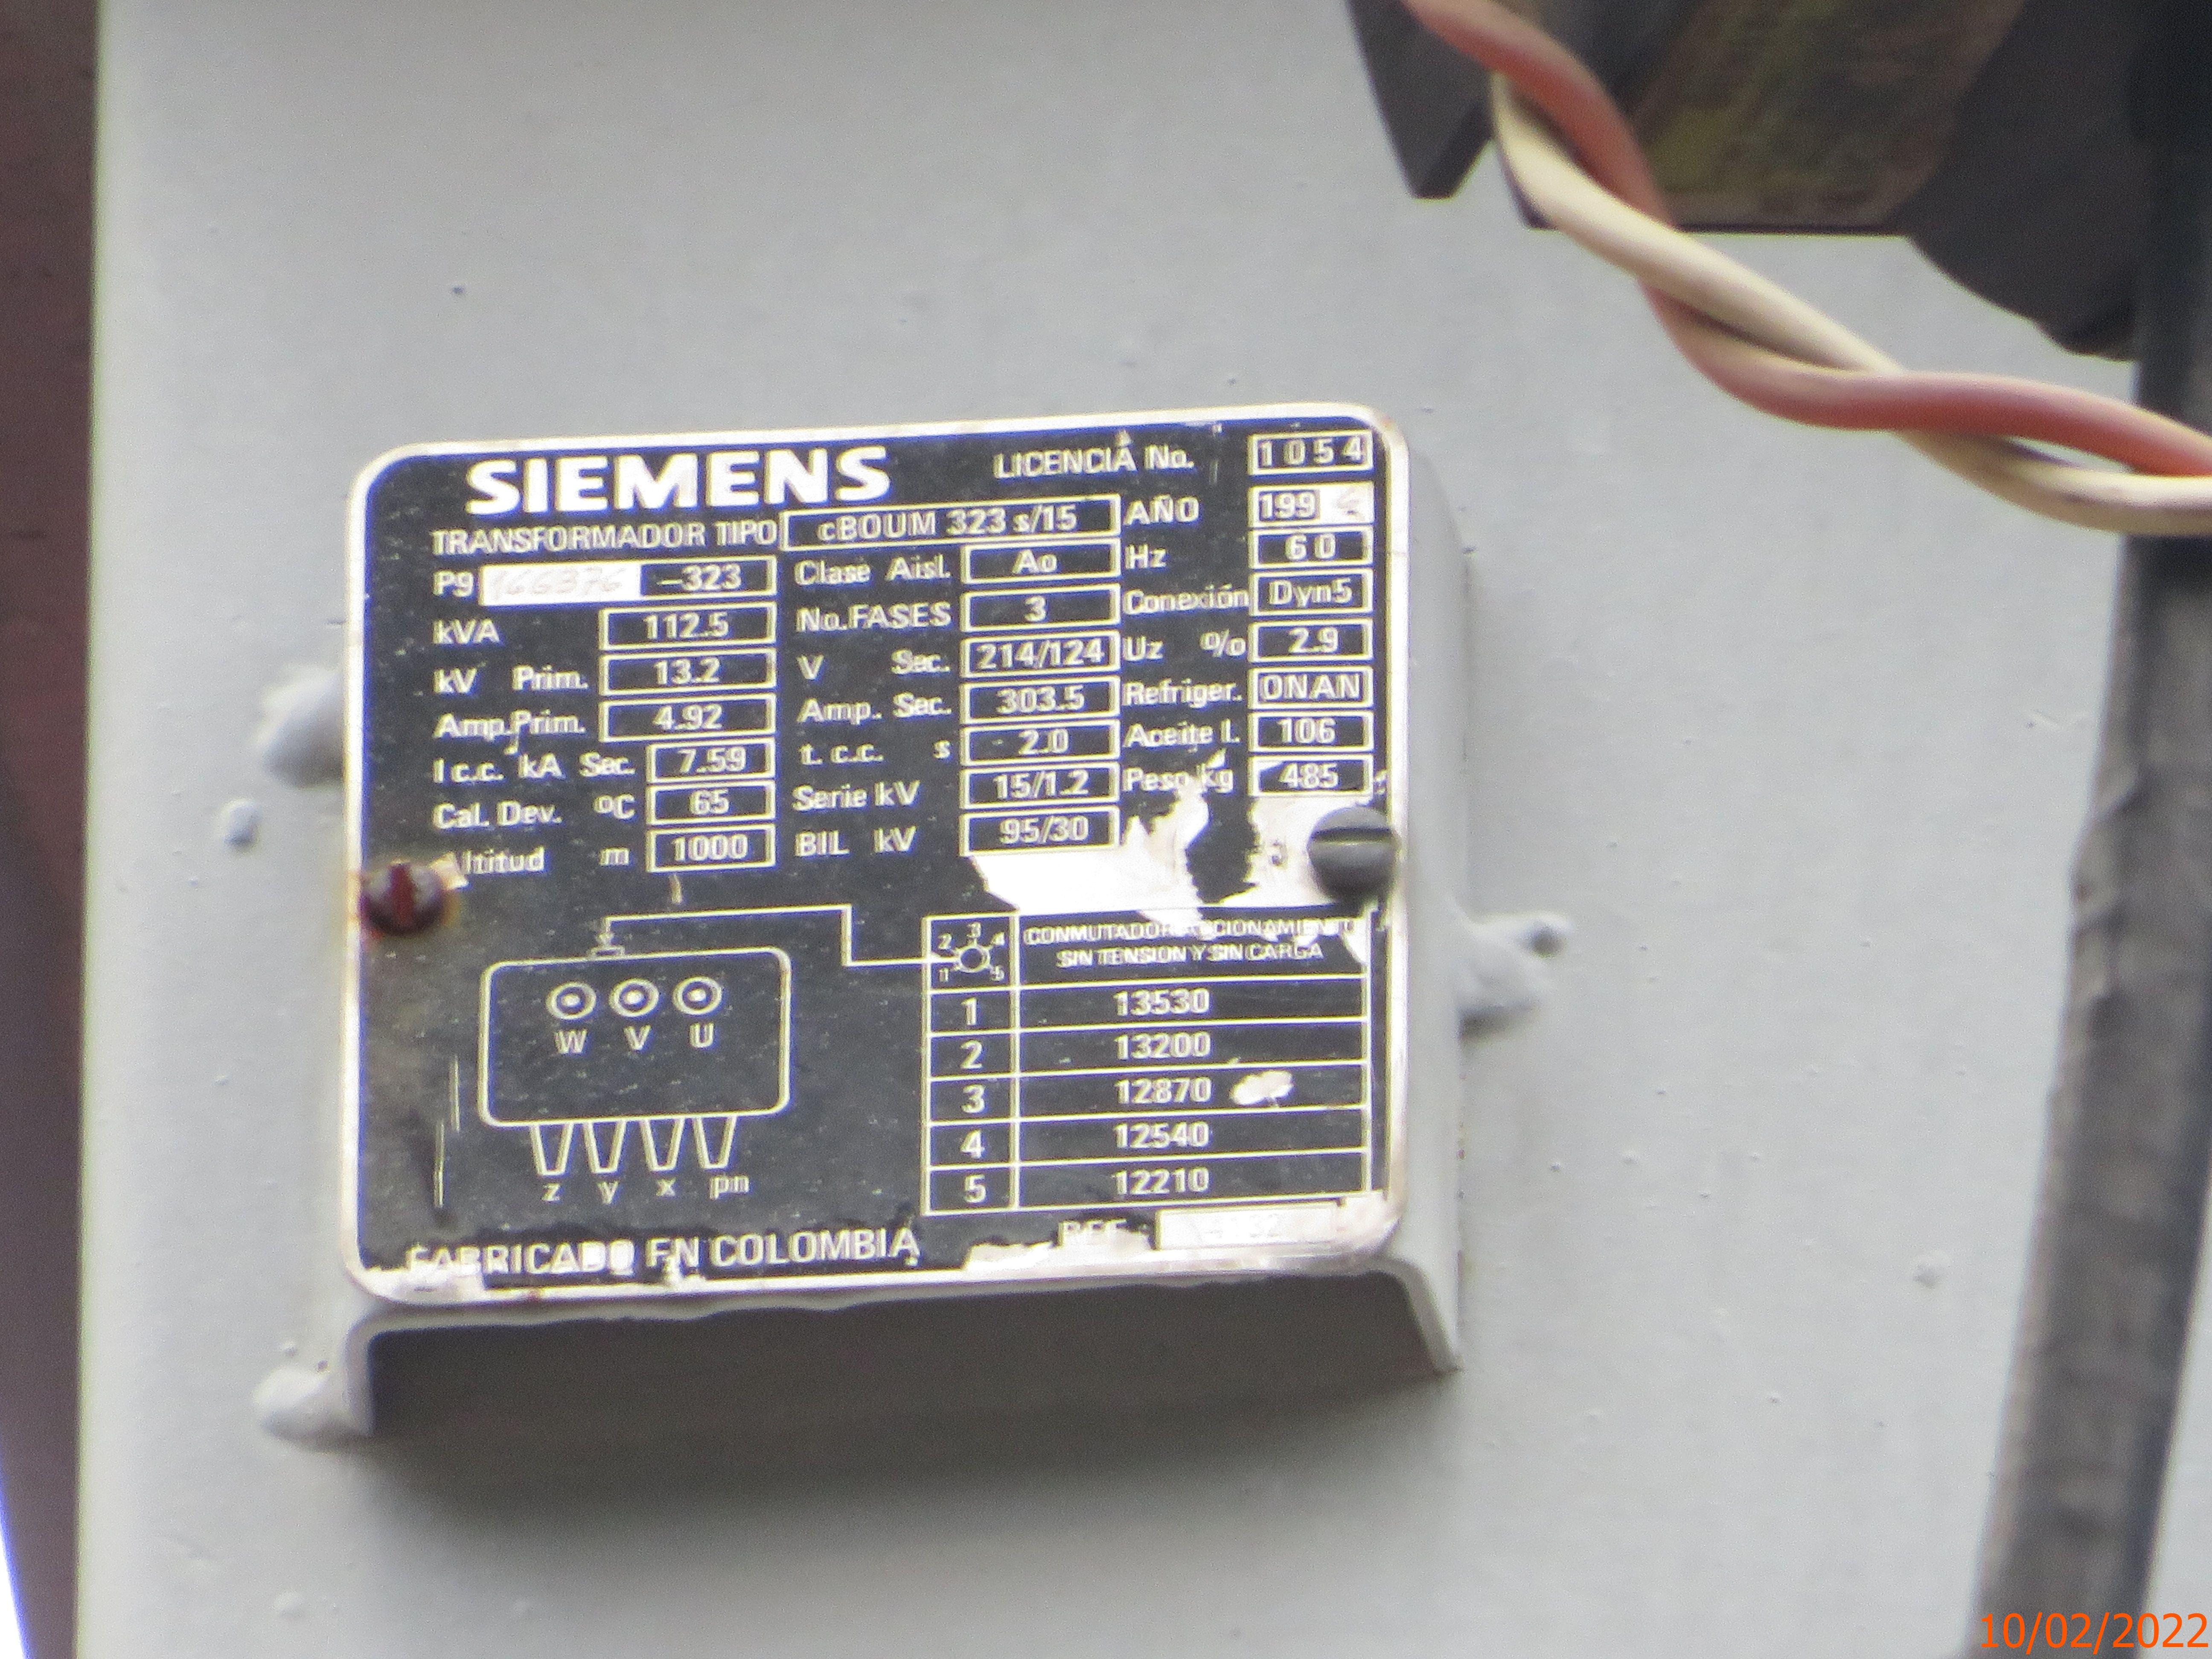 SIEMENS LICENCIA No. 1054
TRANSFORMADOR TIPO cBOUM 323 s/15 AÑO 199
P9 166376 -323 Clase Aisl. Ao Hz 60
kVA 112.5 No.FASES 3 Conexión Dyn5
kV Prim. 13.2 V Sec. 214/124 Uz % 2.9
Amp.Prim. 4.92 Amp. Sec. 303.5 Refriger. ONAN
I c.c. kA Sec. 7.59 t. c.c. s 2.0 Aceite l. 106
Cal. Dev. ºC 65 Serie kV 15/1.2 Peso kg 485
Altitud m 1000 BIL kV 95/30
1 2 3 4 5
CONMUTADOR ACCIONAMIENTO
SIN TENSION Y SIN CARGA
1 13530
2 13200
3 12870
4 12540
5 12210
W V U
z y x pn
FABRICADO EN COLOMBIA REF.
10/02/2022